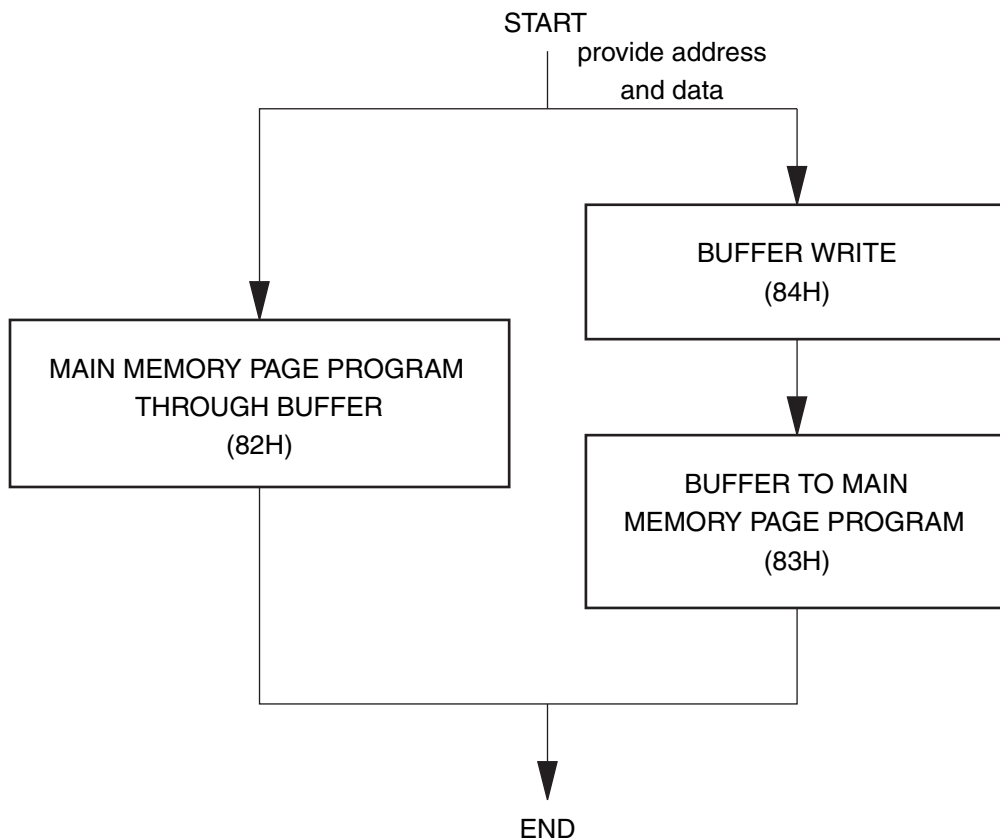 START
provide address
and data
BUFFER WRITE
(84H)
MAIN MEMORY PAGE PROGRAM
THROUGH BUFFER
(82H)
BUFFER TO MAIN
MEMORY PAGE PROGRAM
(83H)
END